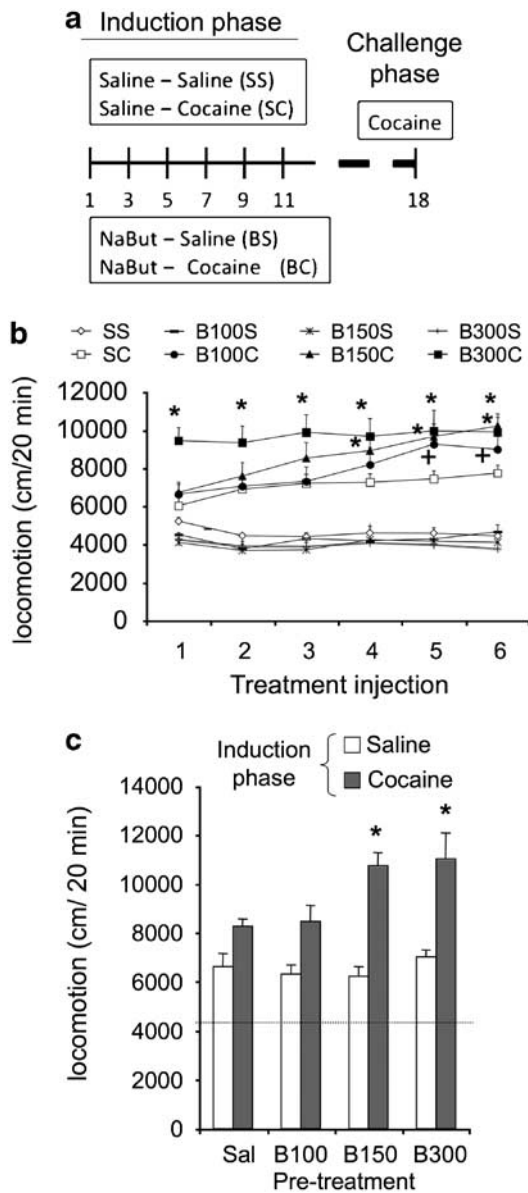 a
Induction phase
Challenge
phase
Saline – Saline (SS)
Saline – Cocaine (SC)
Cocaine
1 3 5 7 9 11 18
NaBut – Saline (BS)
NaBut – Cocaine (BC)
b
SS B100S B150S B300S
SC B100C B150C B300C
locomotion (cm/20 min)
12000
10000
8000
6000
4000
2000
0
* * * * * *
* * *
+ +
1 2 3 4 5 6
Treatment injection
c
Induction
phase
Saline
Cocaine
locomotion (cm/ 20 min)
14000
12000
10000
8000
6000
4000
2000
0
* *
Sal B100 B150 B300
Pre-treatment